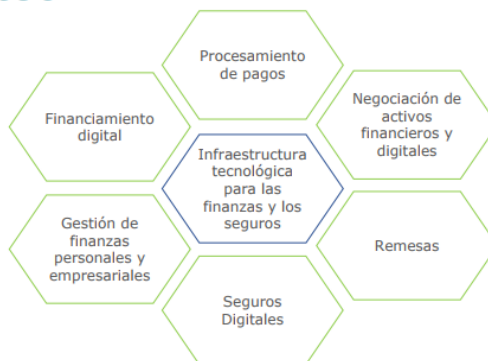 Procesamiento
de pagos
Financiamiento
digital
Negociación de
activos
financieros y
digitales
Infraestructura
tecnológica
para las
finanzas y los
seguros
Gestión de
finanzas
personales y
empresariales
Remesas
Seguros
Digitales